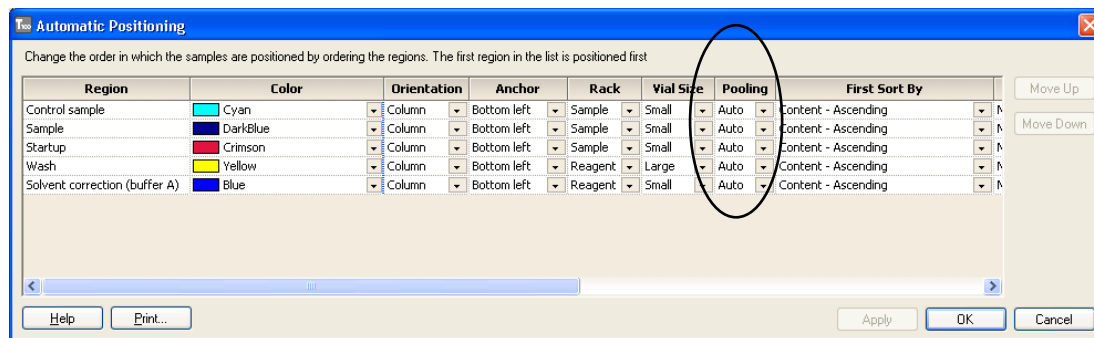 T100 Automatic Positioning
Change the order in which the samples are positioned by ordering the regions. The first region in the list is positioned first
Region Color Orientation Anchor Rack Vial Size Pooling First Sort By
Control sample Cyan Column Bottom left Sample Small Auto Content - Ascending
Sample DarkBlue Column Bottom left Sample Small Auto Content - Ascending
Startup Crimson Column Bottom left Sample Small Auto Content - Ascending
Wash Yellow Column Bottom left Reagent Large Auto Content - Ascending
Solvent correction (buffer A) Blue Column Bottom left Reagent Small Auto Content - Ascending
Move Up
Move Down
Help Print... Apply OK Cancel